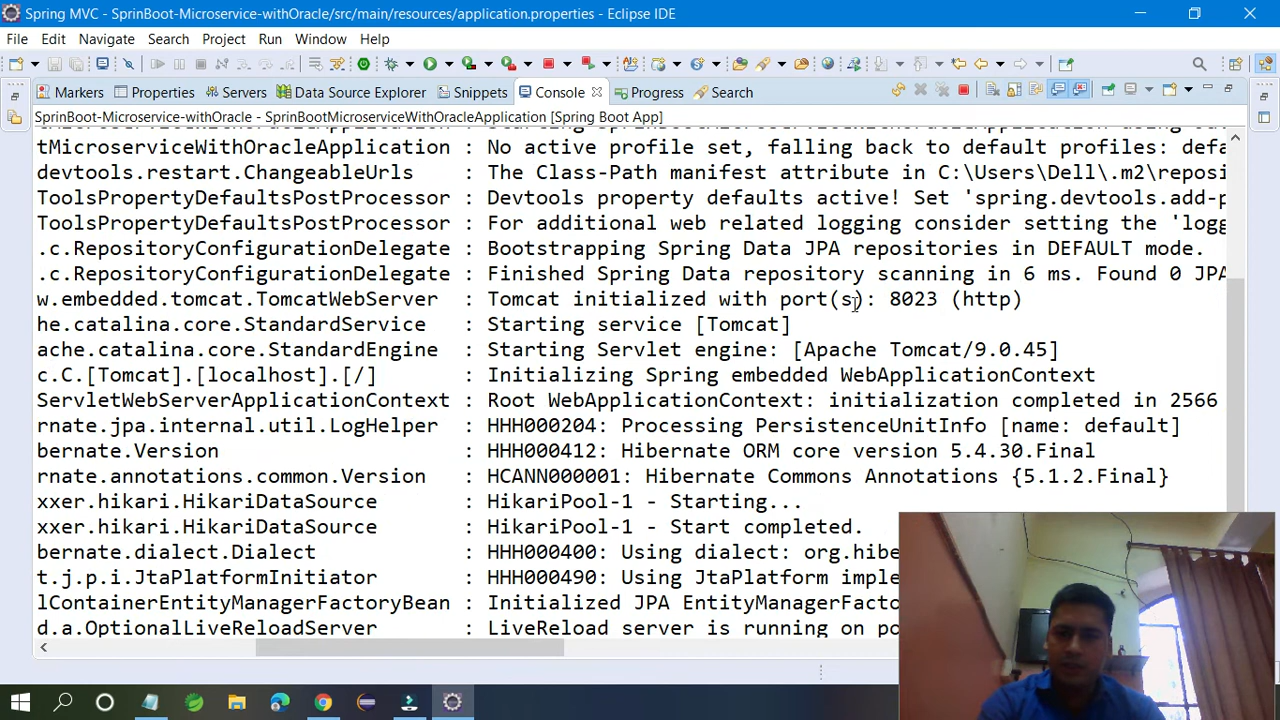 Spring MVC - SprinBoot-Microservice-withOracle/src/main/resources/application.properties - Eclipse IDE
File Edit Navigate Search Project Run Window Help
Markers Properties Servers Data Source Explorer Snippets Console Progress Search
SprinBoot-Microservice-withOracle - SprinBootMicroserviceWithOracleApplication [Spring Boot App]
tMicroserviceWithOracleApplication : No active profile set, falling back to default profiles: defa
devtools.restart.ChangeableUrls : The Class-Path manifest attribute in C:\Users\Dell\.m2\reposi
ToolsPropertyDefaultsPostProcessor : Devtools property defaults active! Set 'spring.devtools.add-p
ToolsPropertyDefaultsPostProcessor : For additional web related logging consider setting the 'logg
.c.RepositoryConfigurationDelegate : Bootstrapping Spring Data JPA repositories in DEFAULT mode.
.c.RepositoryConfigurationDelegate : Finished Spring Data repository scanning in 6 ms. Found 0 JPA
w.embedded.tomcat.TomcatWebServer : Tomcat initialized with port(s): 8023 (http)
he.catalina.core.StandardService : Starting service [Tomcat]
ache.catalina.core.StandardEngine : Starting Servlet engine: [Apache Tomcat/9.0.45]
c.C.[Tomcat].[localhost].[/] : Initializing Spring embedded WebApplicationContext
ServletWebServerApplicationContext : Root WebApplicationContext: initialization completed in 2566
rnate.jpa.internal.util.LogHelper : HHH000204: Processing PersistenceUnitInfo [name: default]
bernate.Version : HHH000412: Hibernate ORM core version 5.4.30.Final
rnate.annotations.common.Version : HCANN000001: Hibernate Commons Annotations {5.1.2.Final}
xxer.hikari.HikariDataSource : HikariPool-1 - Starting...
xxer.hikari.HikariDataSource : HikariPool-1 - Start completed.
bernate.dialect.Dialect : HHH000400: Using dialect: org.hibe
t.j.p.i.JtaPlatformInitiator : HHH000490: Using JtaPlatform imple
lContainerEntityManagerFactoryBean : Initialized JPA EntityManagerFacto
d.a.OptionalLiveReloadServer : LiveReload server is running on po